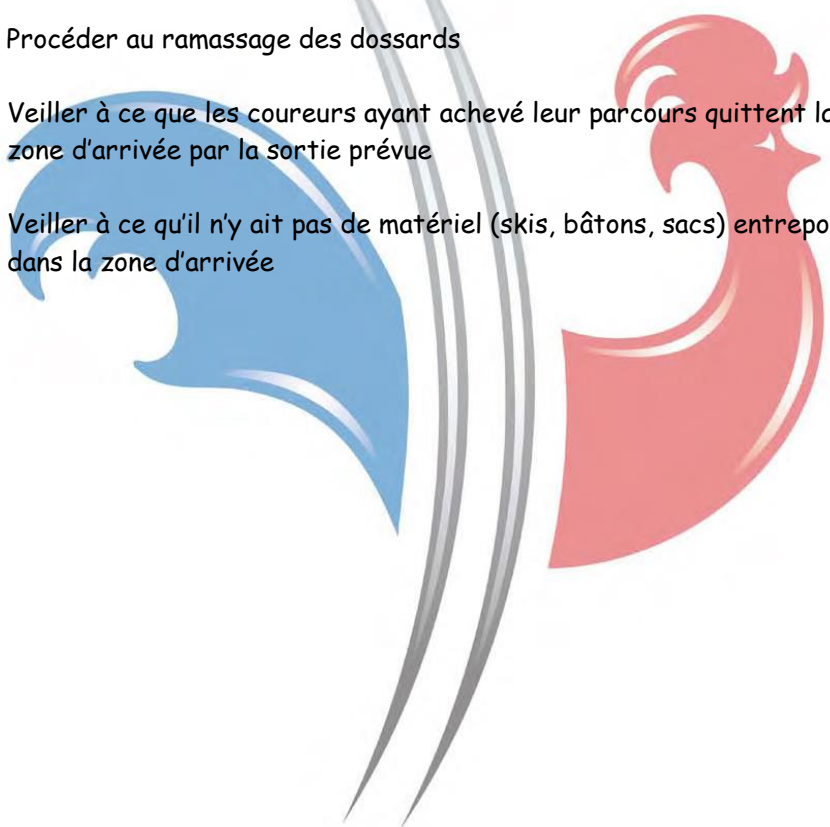 Procéder au ramassage des dossards
Veiller à ce que les coureurs ayant achevé leur parcours quittent la
zone d'arrivée par la sortie prévue
Veiller à ce qu'il n'y ait pas de matériel (skis, bâtons, sacs) entrepo
dans la zone d'arrivée